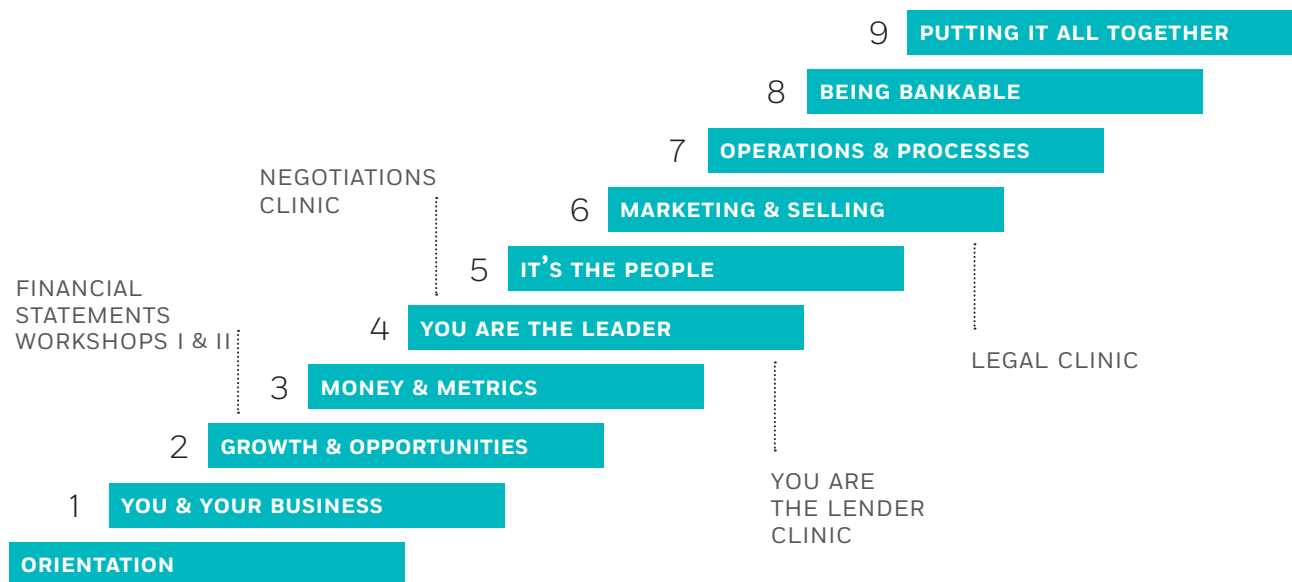 9 PUTTING IT ALL TOGETHER
8 BEING BANKABLE
7 OPERATIONS & PROCESSES
NEGOTIATIONS
CLINIC
6 MARKETING & SELLING
5 IT’S THE PEOPLE
FINANCIAL
STATEMENTS
WORKSHOPS I & II
4 YOU ARE THE LEADER
LEGAL CLINIC
3 MONEY & METRICS
2 GROWTH & OPPORTUNITIES
YOU ARE
THE LENDER
CLINIC
1 YOU & YOUR BUSINESS
ORIENTATION